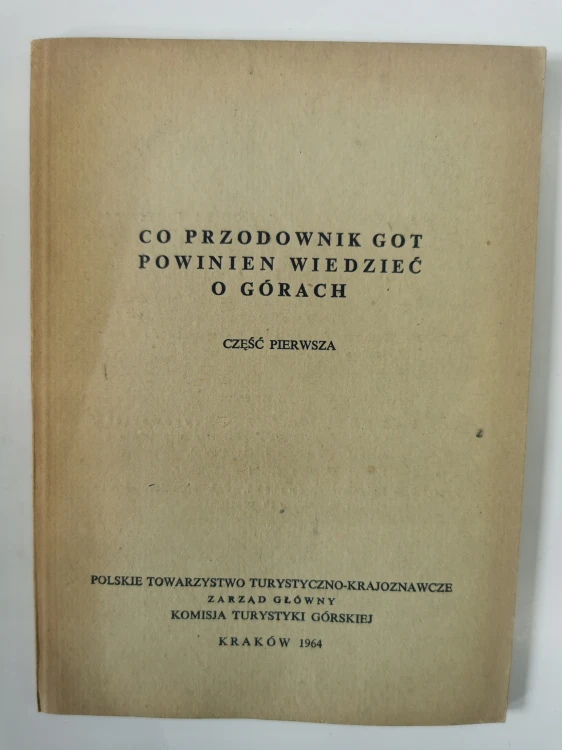 CO PRZODOWNIK GOT
POWINIEN WIEDZIEĆ
O GÓRACH
CZĘŚĆ PIERWSZA
POLSKIE TOWARZYSTWO TURYSTYCZNO-KRAJOZNAWCZE
ZARZĄD GŁÓWNY
KOMISJA TURYSTYKI GÓRSKIEJ
KRAKÓW 1964